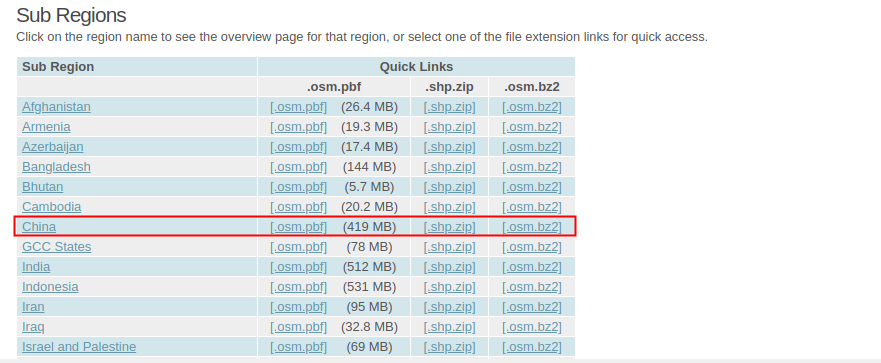 Sub Regions
Click on the region name to see the overview page for that region, or select one of the file extension links for quick access.
Sub Region Quick Links
.osm.pbf .shp.zip .osm.bz2
Afghanistan [.osm.pbf] (26.4 MB) [.shp.zip] [.osm.bz2]
Armenia [.osm.pbf] (19.3 MB) [.shp.zip] [.osm.bz2]
Azerbaijan [.osm.pbf] (17.4 MB) [.shp.zip] [.osm.bz2]
Bangladesh [.osm.pbf] (144 MB) [.shp.zip] [.osm.bz2]
Bhutan [.osm.pbf] (5.7 MB) [.shp.zip] [.osm.bz2]
Cambodia [.osm.pbf] (20.2 MB) [.shp.zip] [.osm.bz2]
China [.osm.pbf] (419 MB) [.shp.zip] [.osm.bz2]
GCC States [.osm.pbf] (78 MB) [.shp.zip] [.osm.bz2]
India [.osm.pbf] (512 MB) [.shp.zip] [.osm.bz2]
Indonesia [.osm.pbf] (531 MB) [.shp.zip] [.osm.bz2]
Iran [.osm.pbf] (95 MB) [.shp.zip] [.osm.bz2]
Iraq [.osm.pbf] (32.8 MB) [.shp.zip] [.osm.bz2]
Israel and Palestine [.osm.pbf] (69 MB) [.shp.zip] [.osm.bz2]